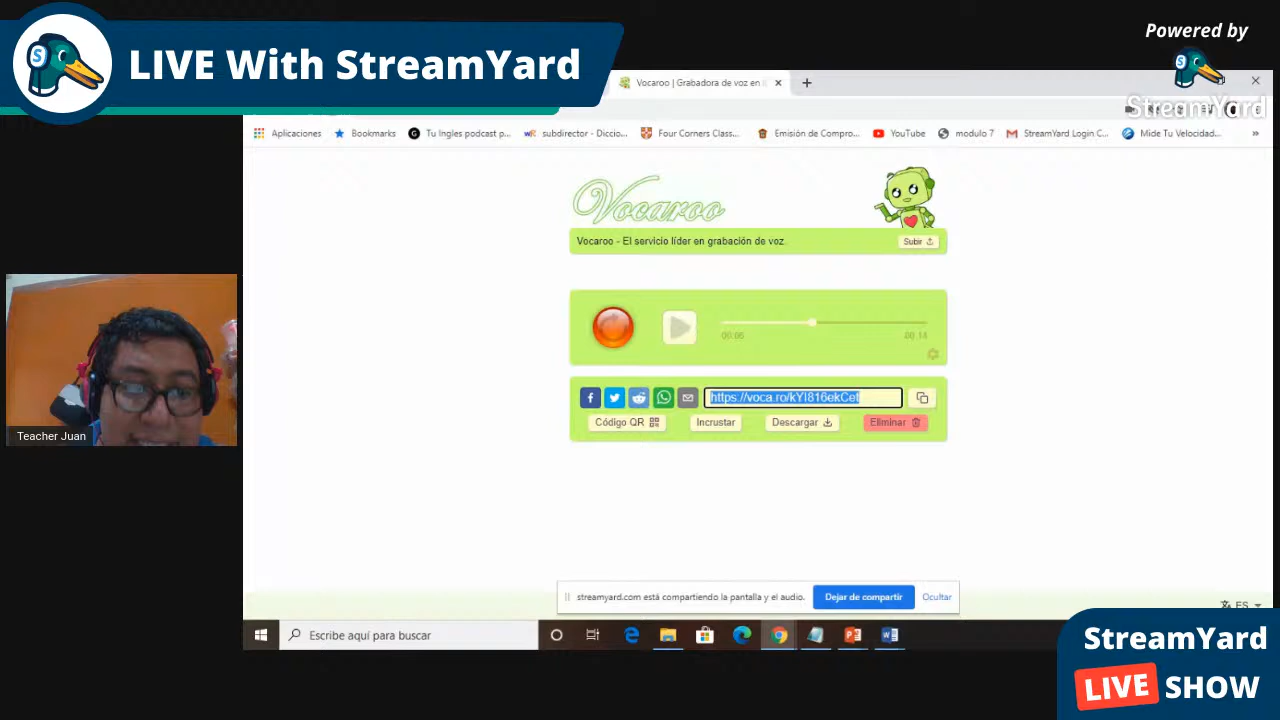 LIVE With StreamYard
Powered by
StreamYard
Vocaroo | Grabadora de voz en
Aplicaciones
Bookmarks
Tu Ingles podcast p...
subdirector - Diccio...
Four Corners Class...
Emisión de Compro...
YouTube
modulo 7
StreamYard Login C...
Mide Tu Velocidad...
Vocaroo
Vocaroo - El servicio líder en grabación de voz.
Subir
00:06
00:14
https://voca.ro/kYI816ekCet
Código QR
Incrustar
Descargar
Eliminar
Teacher Juan
streamyard.com está compartiendo la pantalla y el audio.
Dejar de compartir
Ocultar
ES
Escribe aquí para buscar
StreamYard
LIVE SHOW